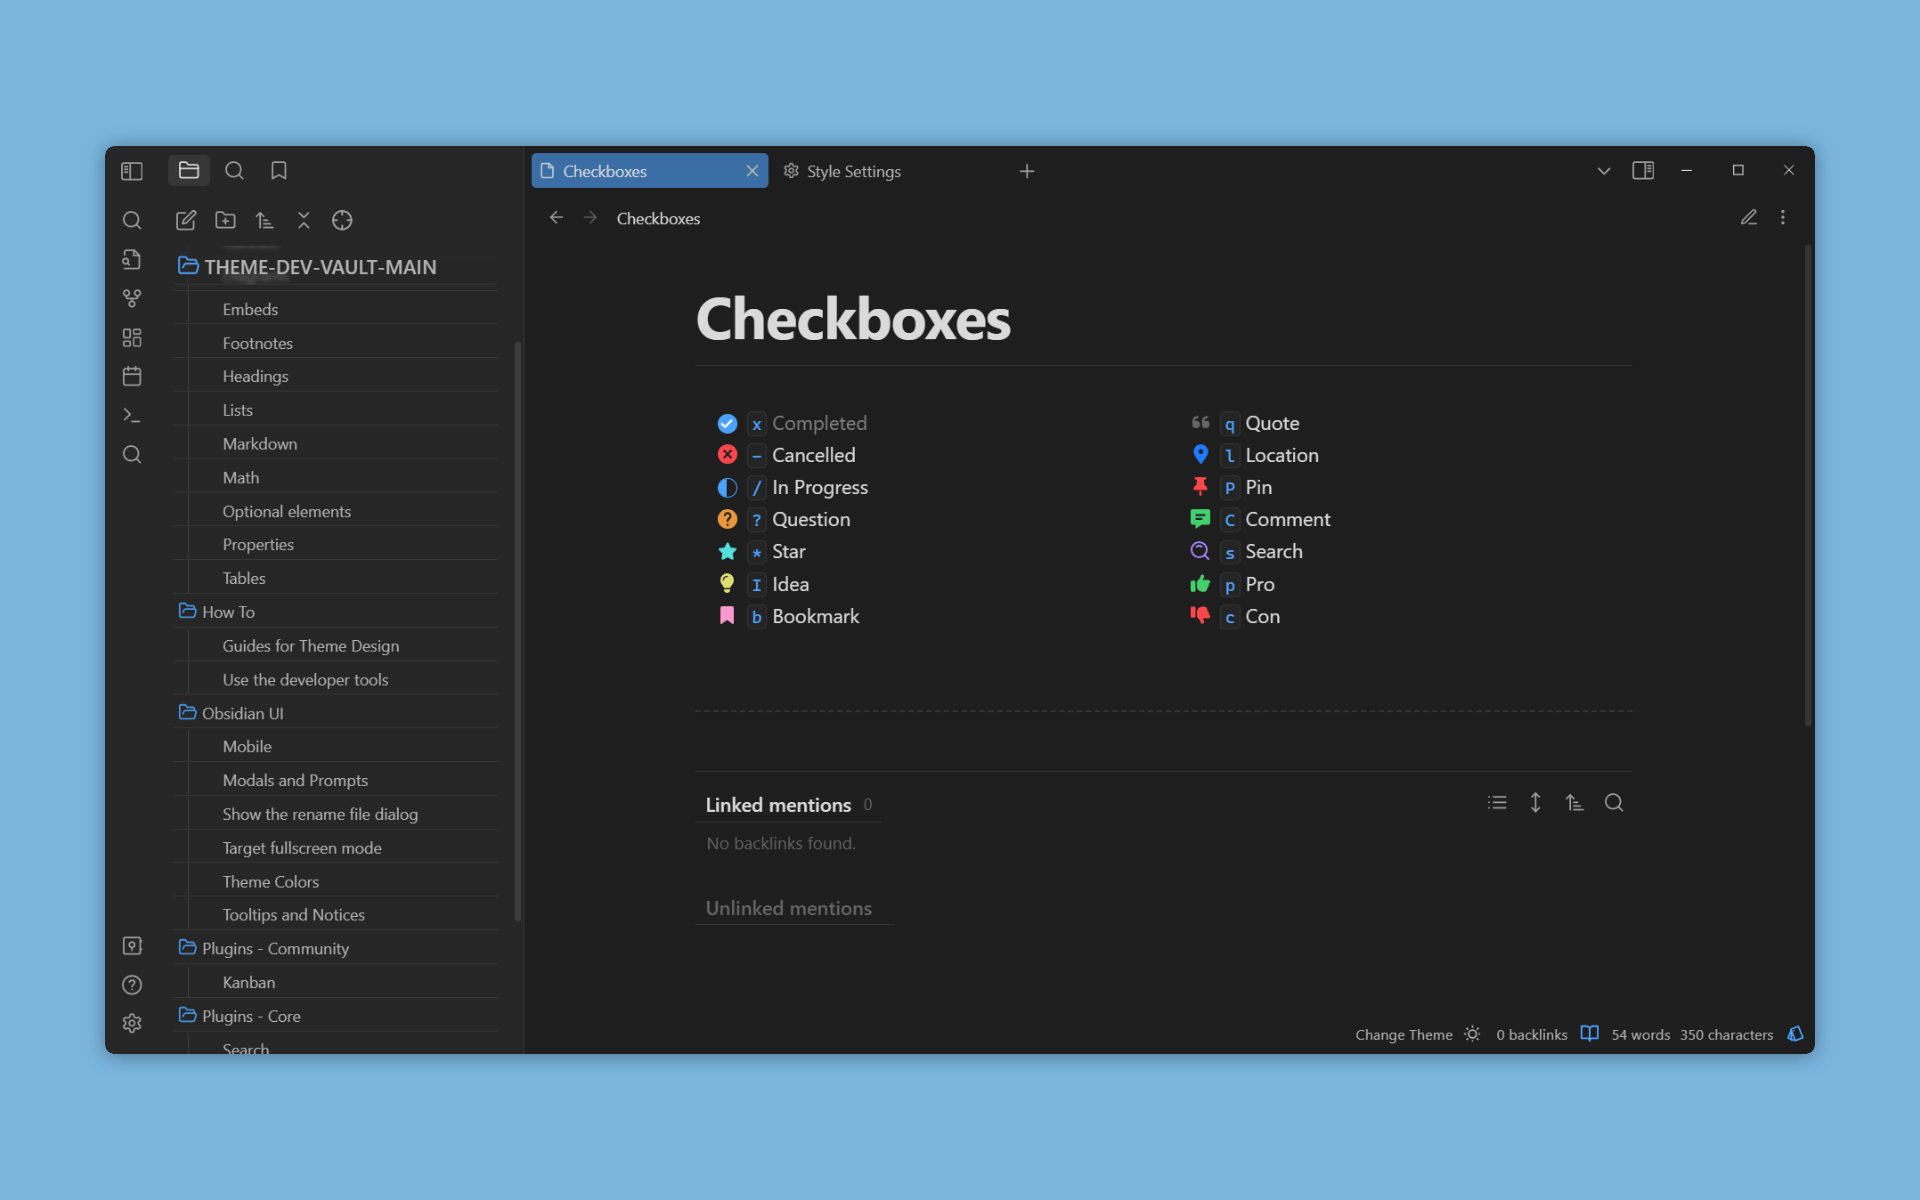 Checkboxes
Style Settings
Checkboxes
THEME-DEV-VAULT-MAIN
Embeds
Footnotes
Headings
Lists
Markdown
Math
Optional elements
Properties
Tables
How To
Guides for Theme Design
Use the developer tools
Obsidian UI
Mobile
Modals and Prompts
Show the rename file dialog
Target fullscreen mode
Theme Colors
Tooltips and Notices
Plugins - Community
Kanban
Plugins - Core
Search
Checkboxes
x Completed
- Cancelled
/ In Progress
? Question
* Star
I Idea
b Bookmark
q Quote
l Location
P Pin
C Comment
s Search
p Pro
c Con
Linked mentions 0
No backlinks found.
Unlinked mentions
Change Theme 0 backlinks 54 words 350 characters